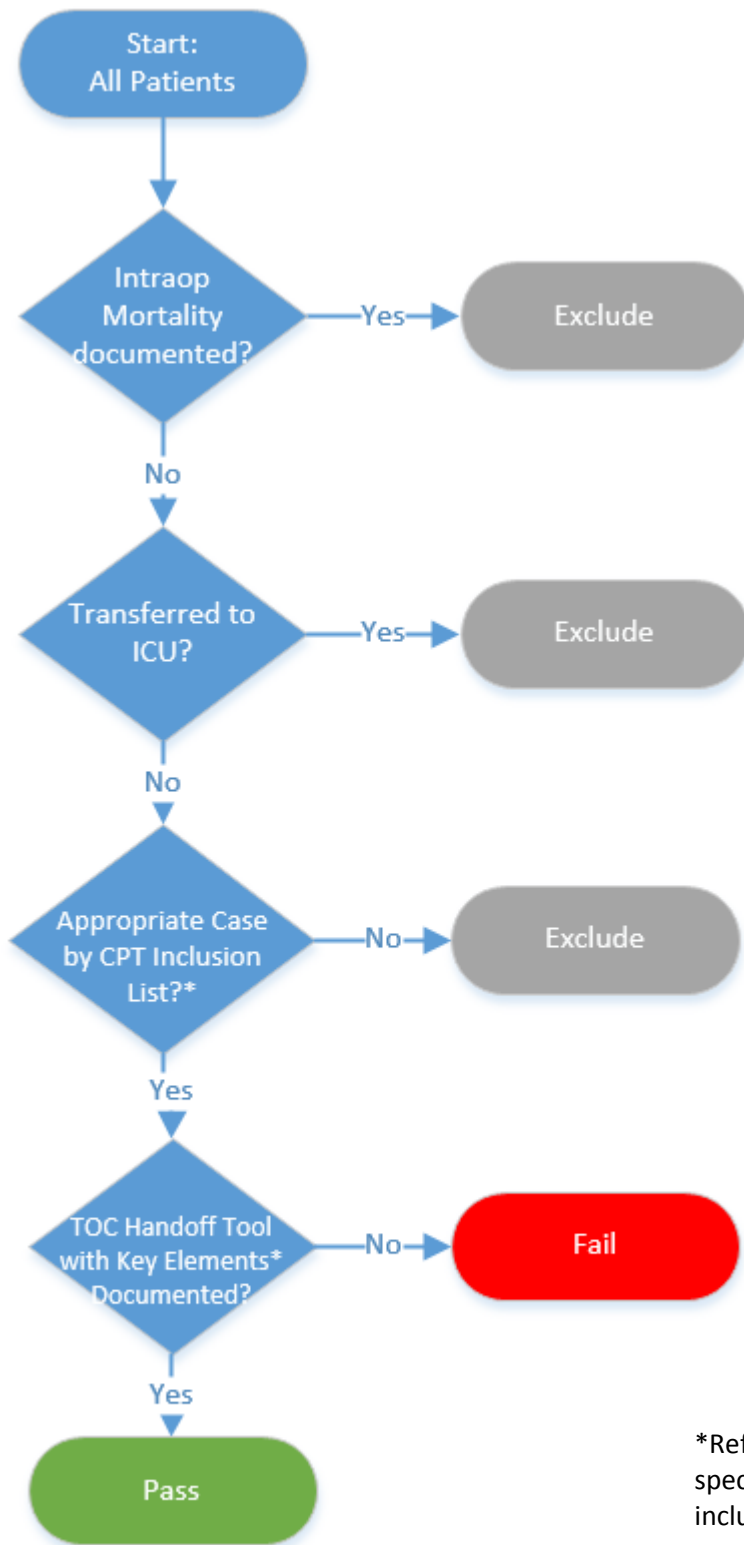 Start:
All Patients
Intraop
Mortality
documented?
Yes
Exclude
No
Transferred to
ICU?
Yes
Exclude
No
Appropriate Case
by CPT Inclusion
List?*
No
Exclude
Yes
TOC Handoff Tool
with Key Elements*
Documented?
No
Fail
Yes
Pass